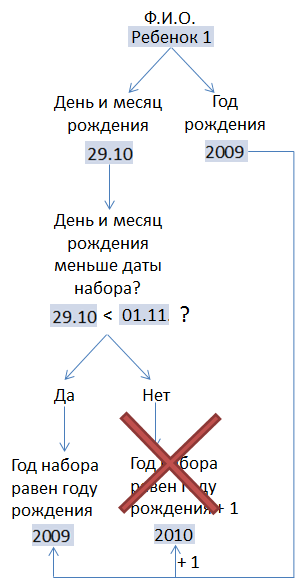 Ф.И.О.
Ребенок 1
День и месяц
рождения
29.10
Год
рождения
2009
День и месяц
рождения
меньше даты
набора?
29.10 < 01.11. ?
Да
Нет
Год набора
равен году
рождения
2009
Год набора
равен году
рождения + 1
2010
+ 1